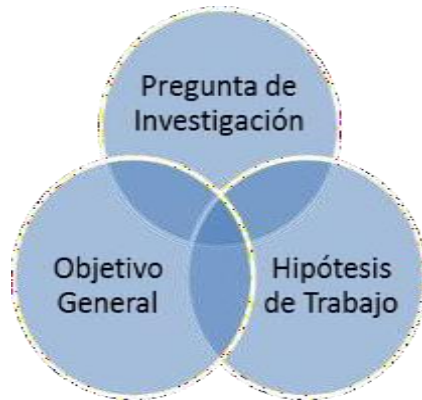 Pregunta de
Investigación
Objetivo
General
Hipótesis
de Trabajo